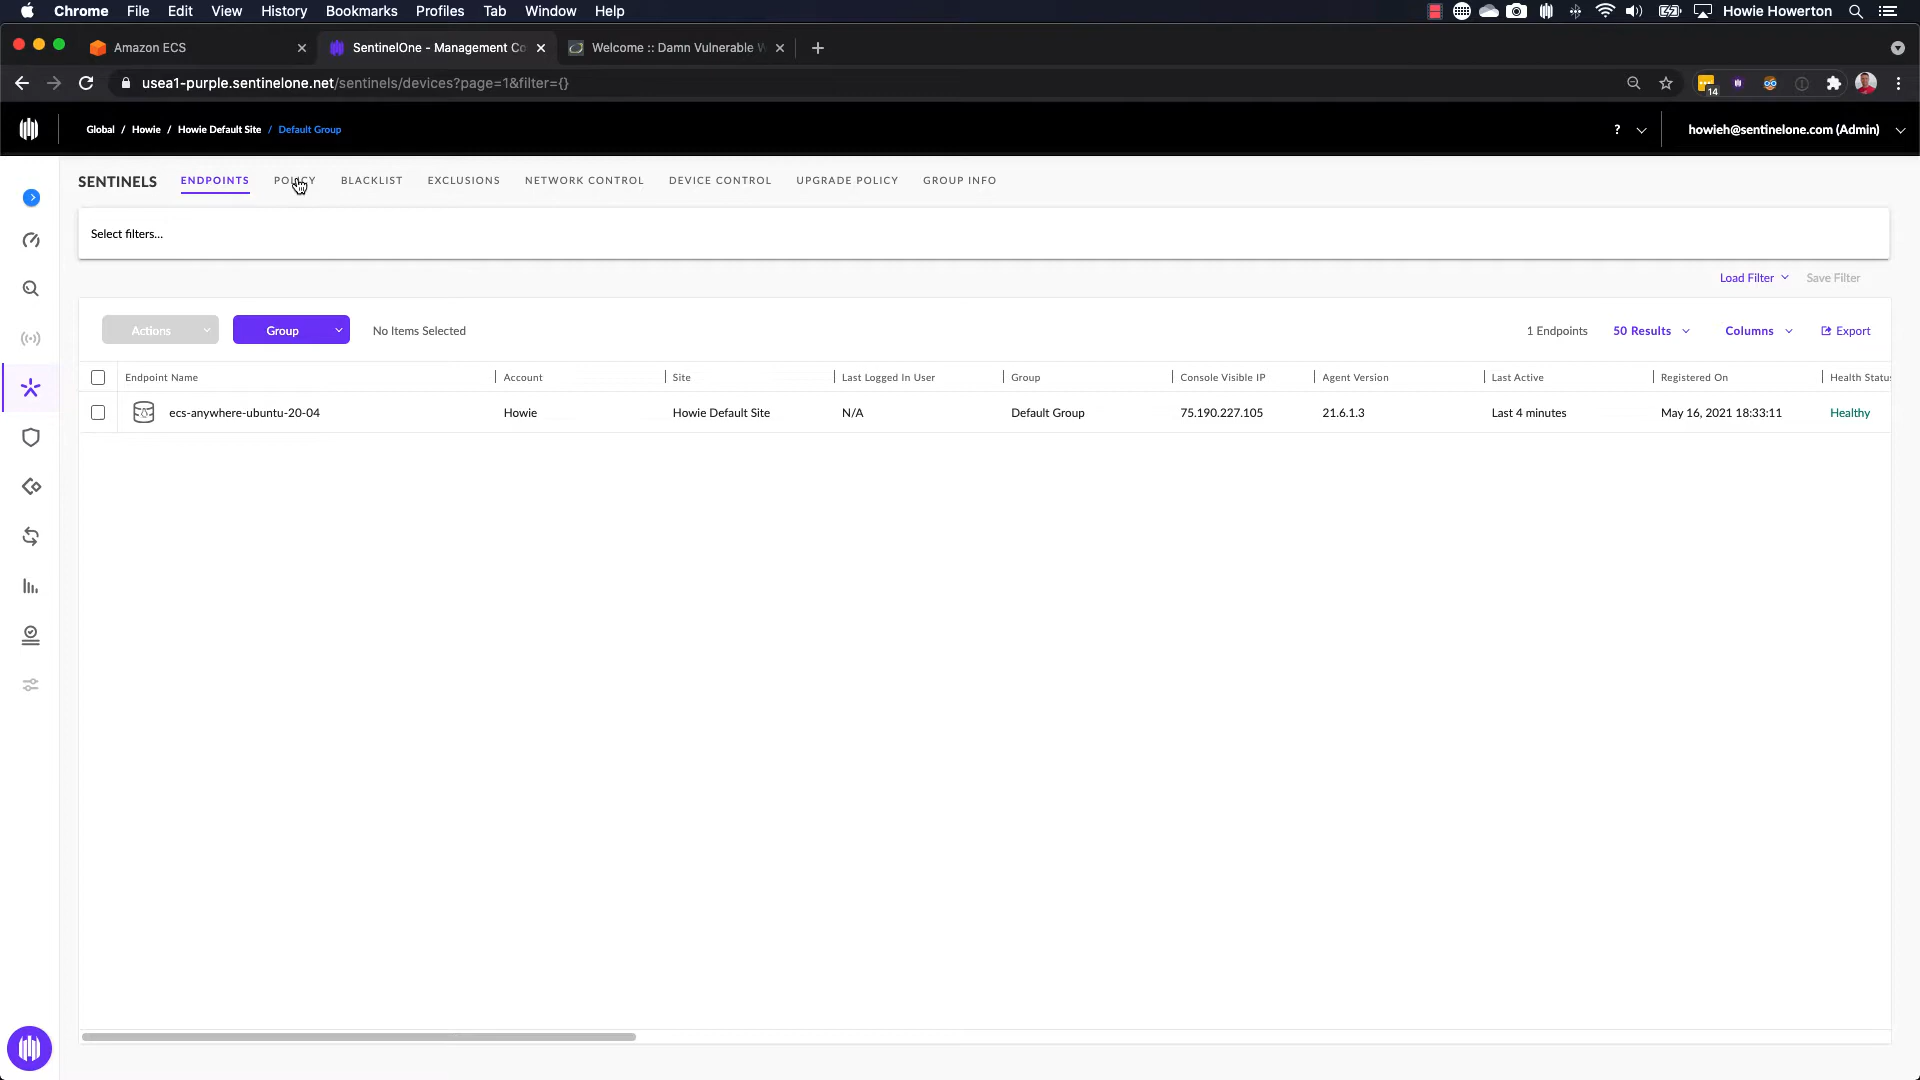 Chrome File Edit View History Bookmarks Profiles Tab Window Help Howie Howerton
Amazon ECS SentinelOne - Management Co Welcome :: Damn Vulnerable W
usea1-purple.sentinelone.net/sentinels/devices?page=1&filter={} 14
Global / Howie / Howie Default Site / Default Group ? howieh@sentinelone.com (Admin)
SENTINELS ENDPOINTS POLICY BLACKLIST EXCLUSIONS NETWORK CONTROL DEVICE CONTROL UPGRADE POLICY GROUP INFO
Select filters...
Load Filter Save Filter
Actions Group No Items Selected 1 Endpoints 50 Results Columns Export
Endpoint Name Account Site Last Logged In User Group Console Visible IP Agent Version Last Active Registered On Health Status
ecs-anywhere-ubuntu-20-04 Howie Howie Default Site N/A Default Group 75.190.227.105 21.6.1.3 Last 4 minutes May 16, 2021 18:33:11 Healthy